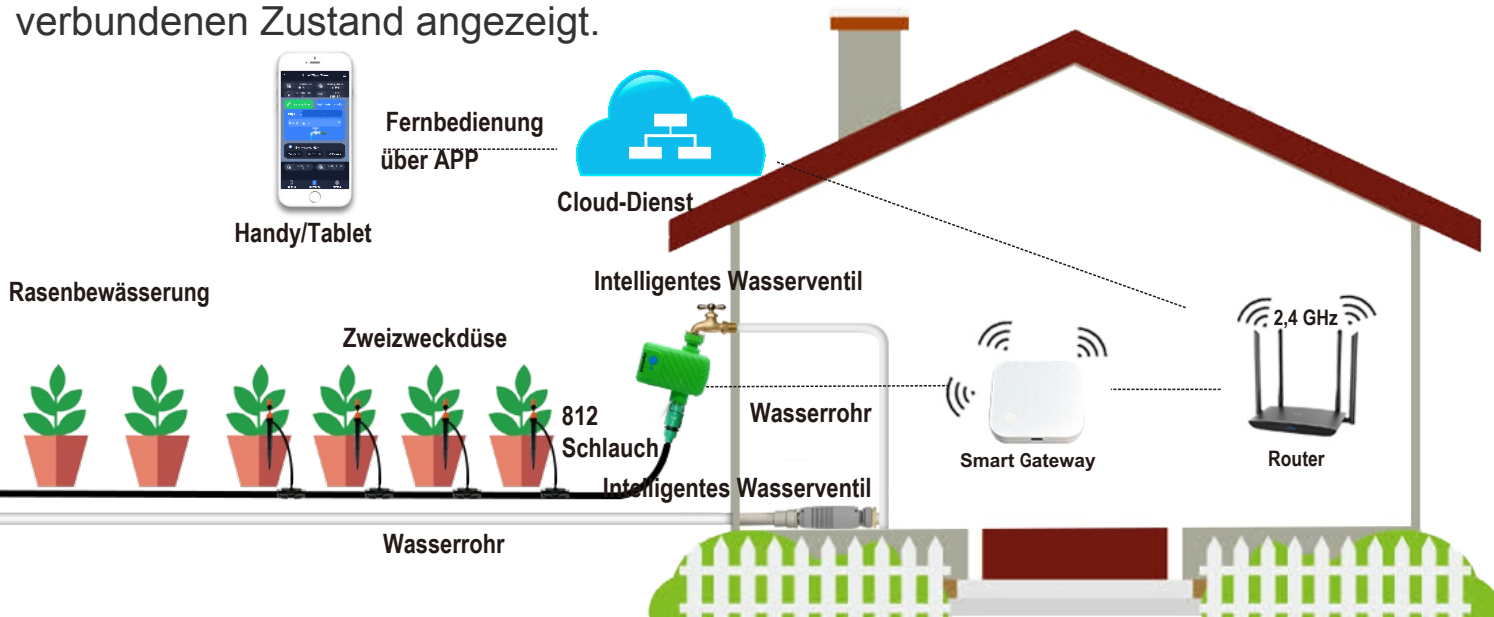 verbundenen Zustand angezeigt.
Fernbedienung
über APP
Cloud-Dienst
Handy/Tablet
Rasenbewässerung
Intelligentes Wasserventil
Zweizweckdüse
2,4 GHz
812
Schlauch
Wasserrohr
Smart Gateway
Router
Intelligentes Wasserventil
Wasserrohr